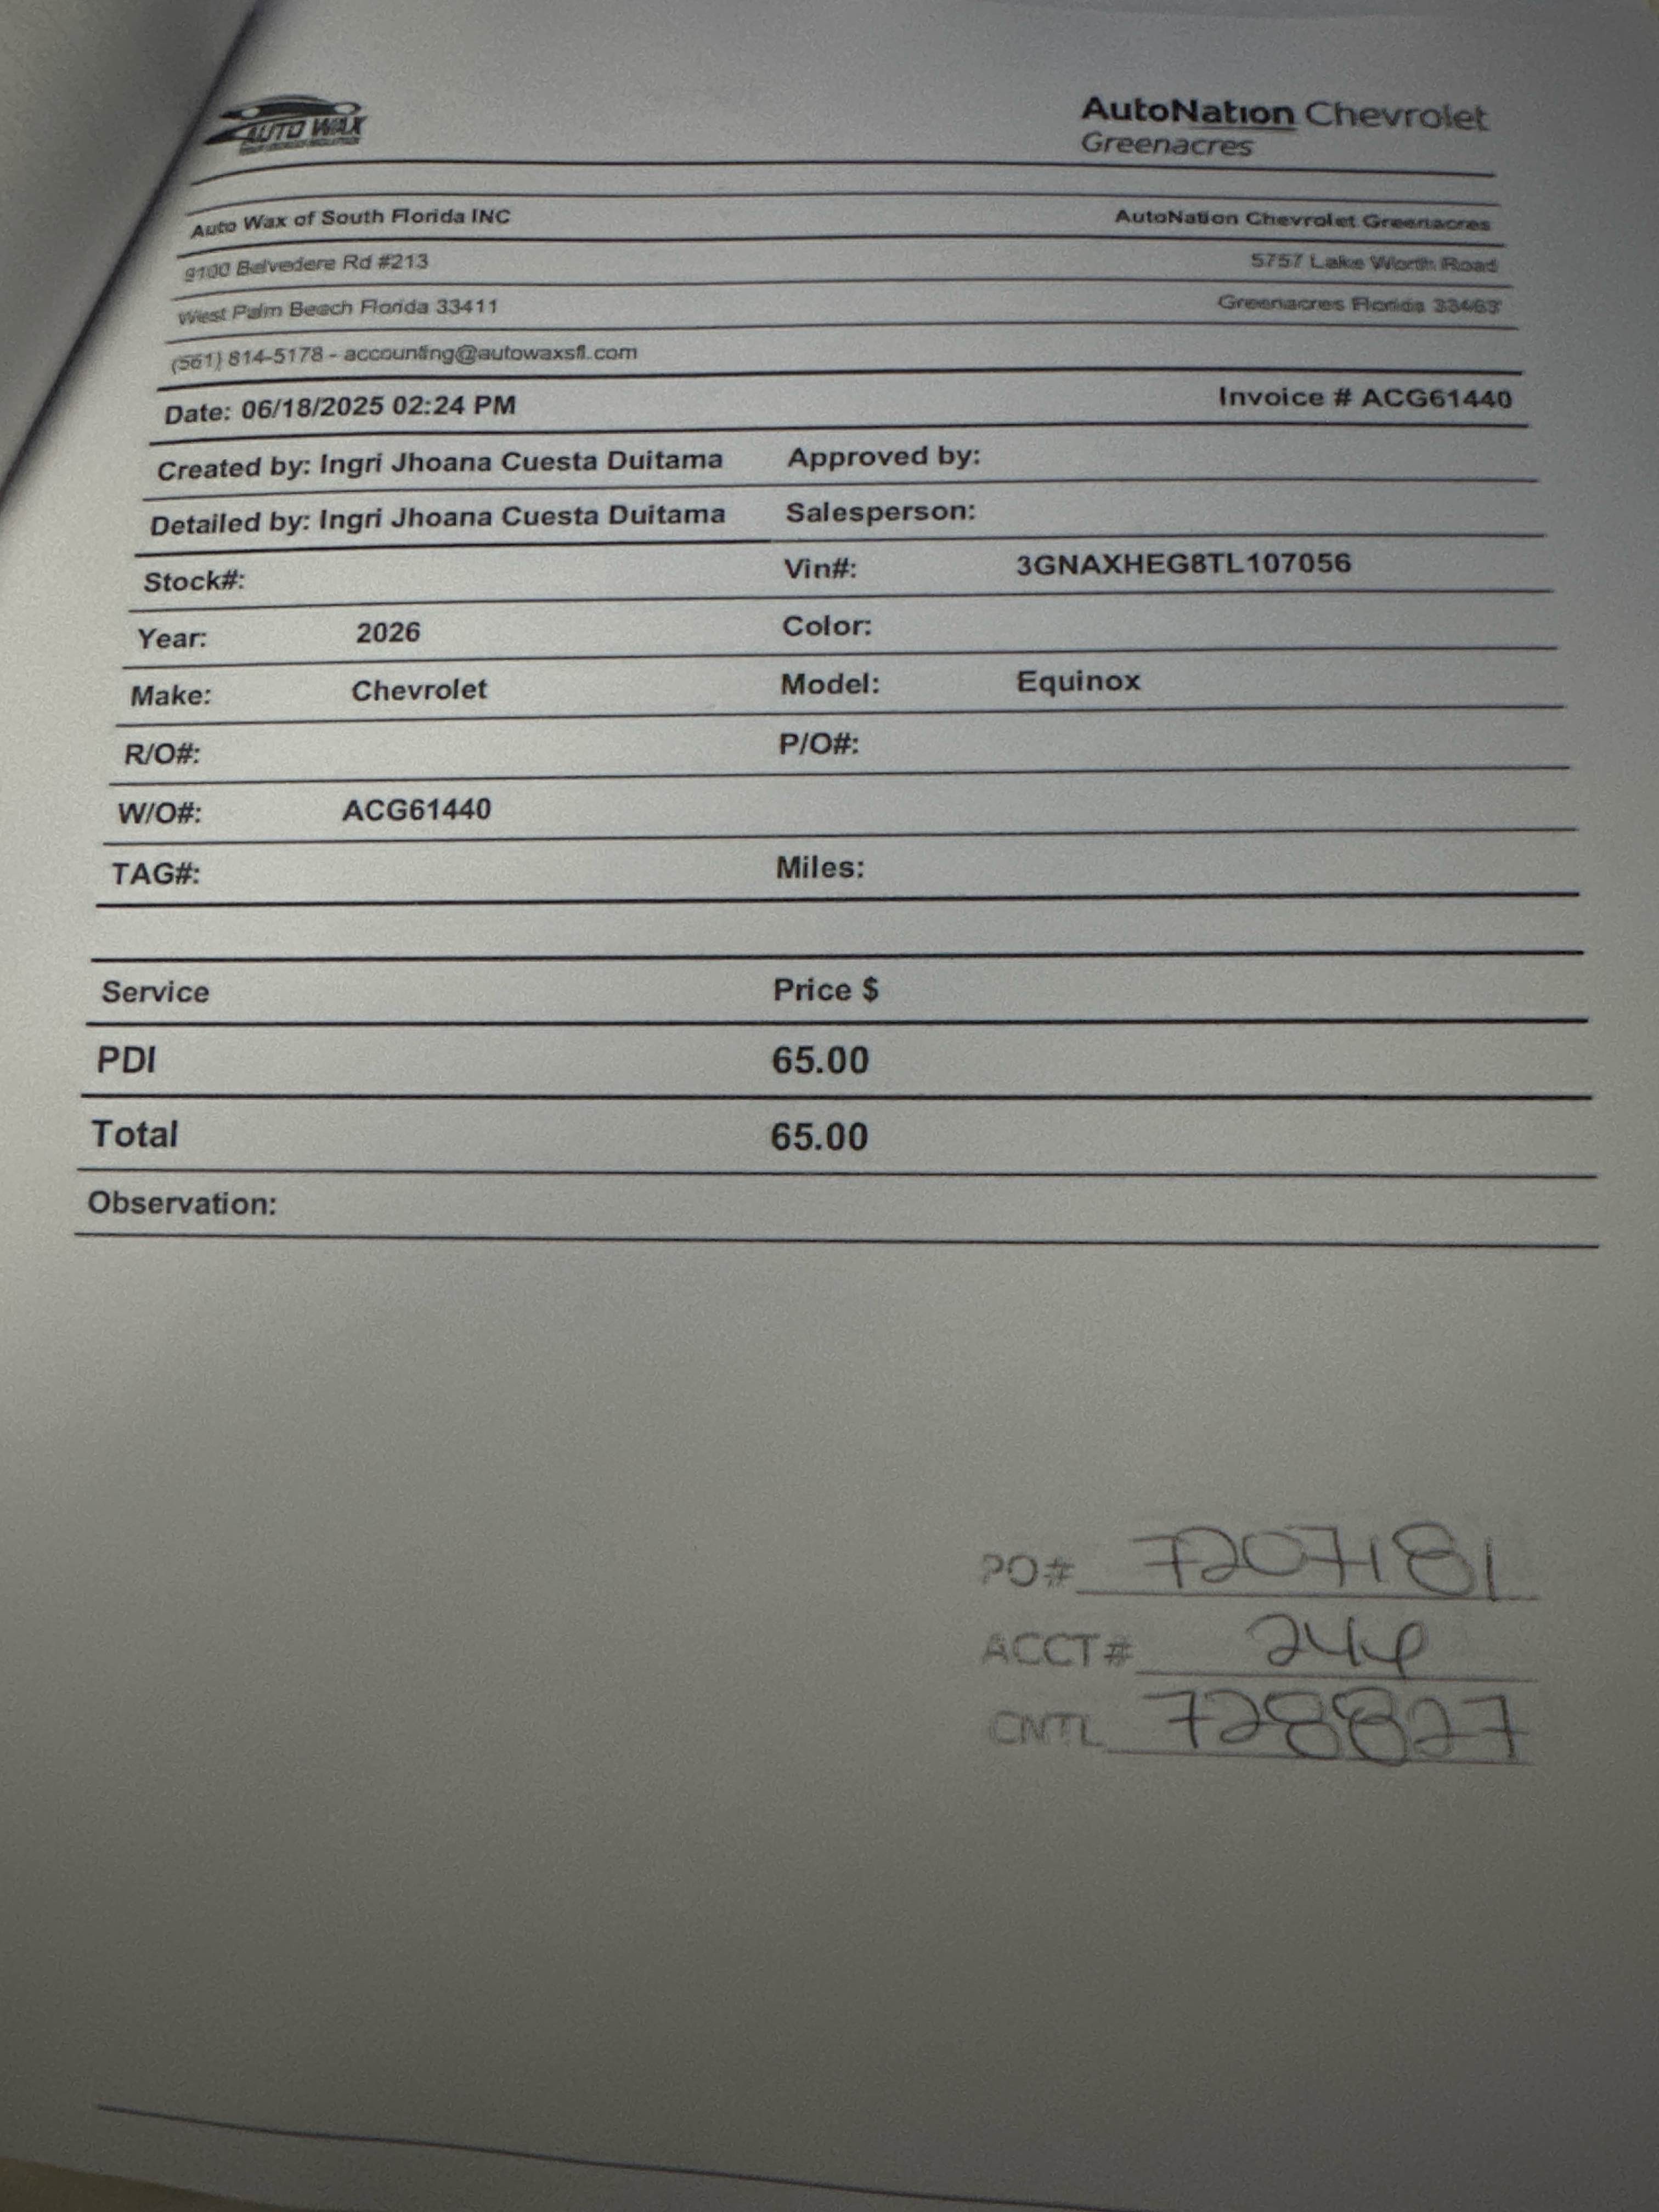 AUTO WAX
AutoNation Chevrolet
Greenacres
Auto Wax of South Florida INC
AutoNation Chevrolet Greenacres
9100 Belvedere Rd #213
5757 Lake Worth Road
West Palm Beach Florida 33411
Greenacres Florida 33463
(561) 814-5178 - accounting@autowaxsfl.com
Date: 06/18/2025 02:24 PM
Invoice # ACG61440
Created by: Ingri Jhoana Cuesta Duitama Approved by:
Detailed by: Ingri Jhoana Cuesta Duitama Salesperson:
Stock#: Vin#: 3GNAXHEG8TL107056
Year: 2026 Color:
Make: Chevrolet Model: Equinox
R/O#: P/O#:
W/O#: ACG61440
TAG#: Miles:
Service Price $
PDI 65.00
Total 65.00
Observation:
PO# 7207181
ACCT#
CNTL 728827